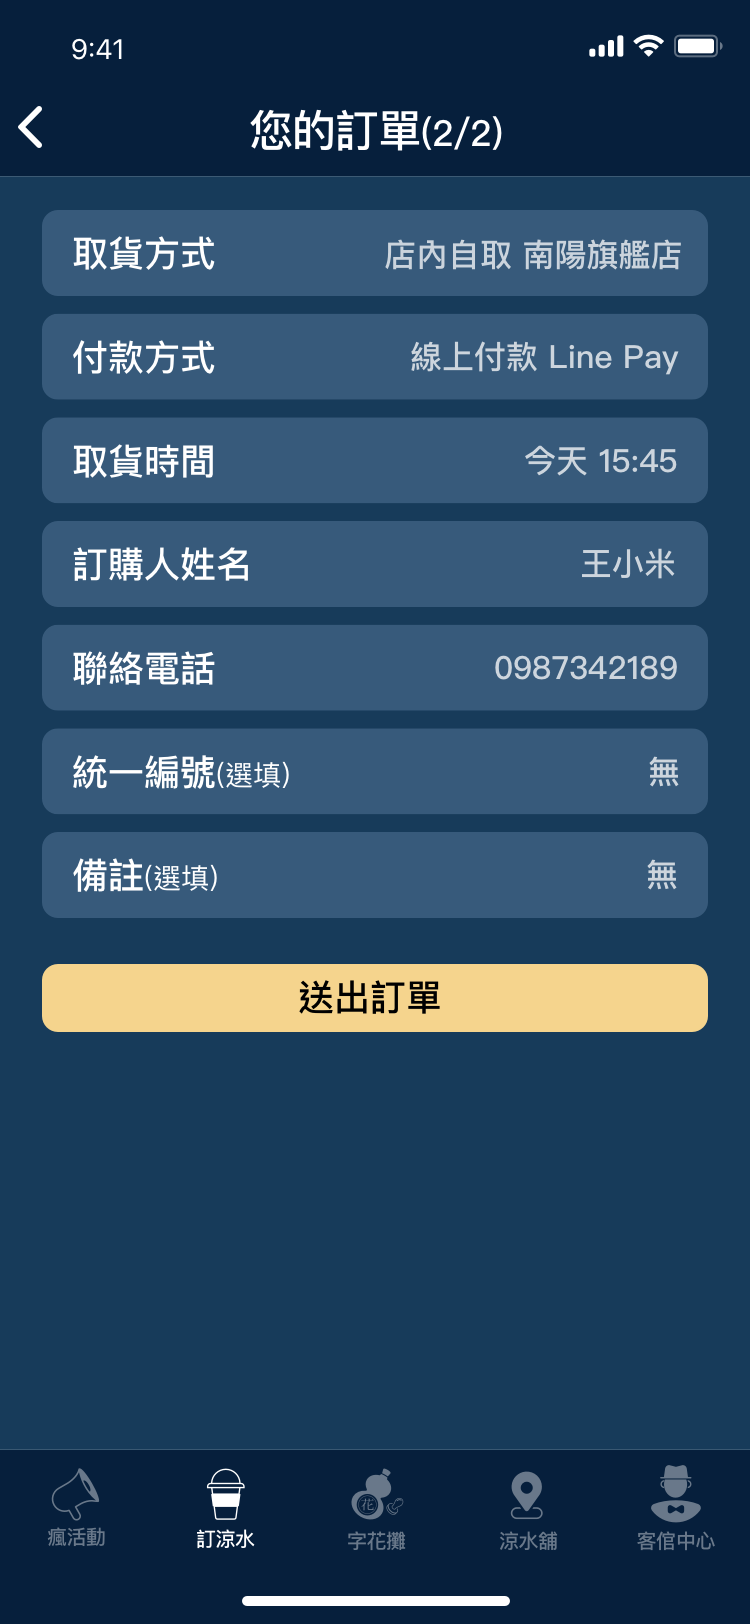 9:41
您的訂單(2/2)
取貨方式 店內自取 南陽旗艦店
付款方式 線上付款 Line Pay
取貨時間 今天 15:45
訂購人姓名 王小米
聯絡電話 0987342189
統一編號(選填) 無
備註(選填) 無
送出訂單
花
瘋活動 訂涼水 字花攤 涼水舖 客倌中心